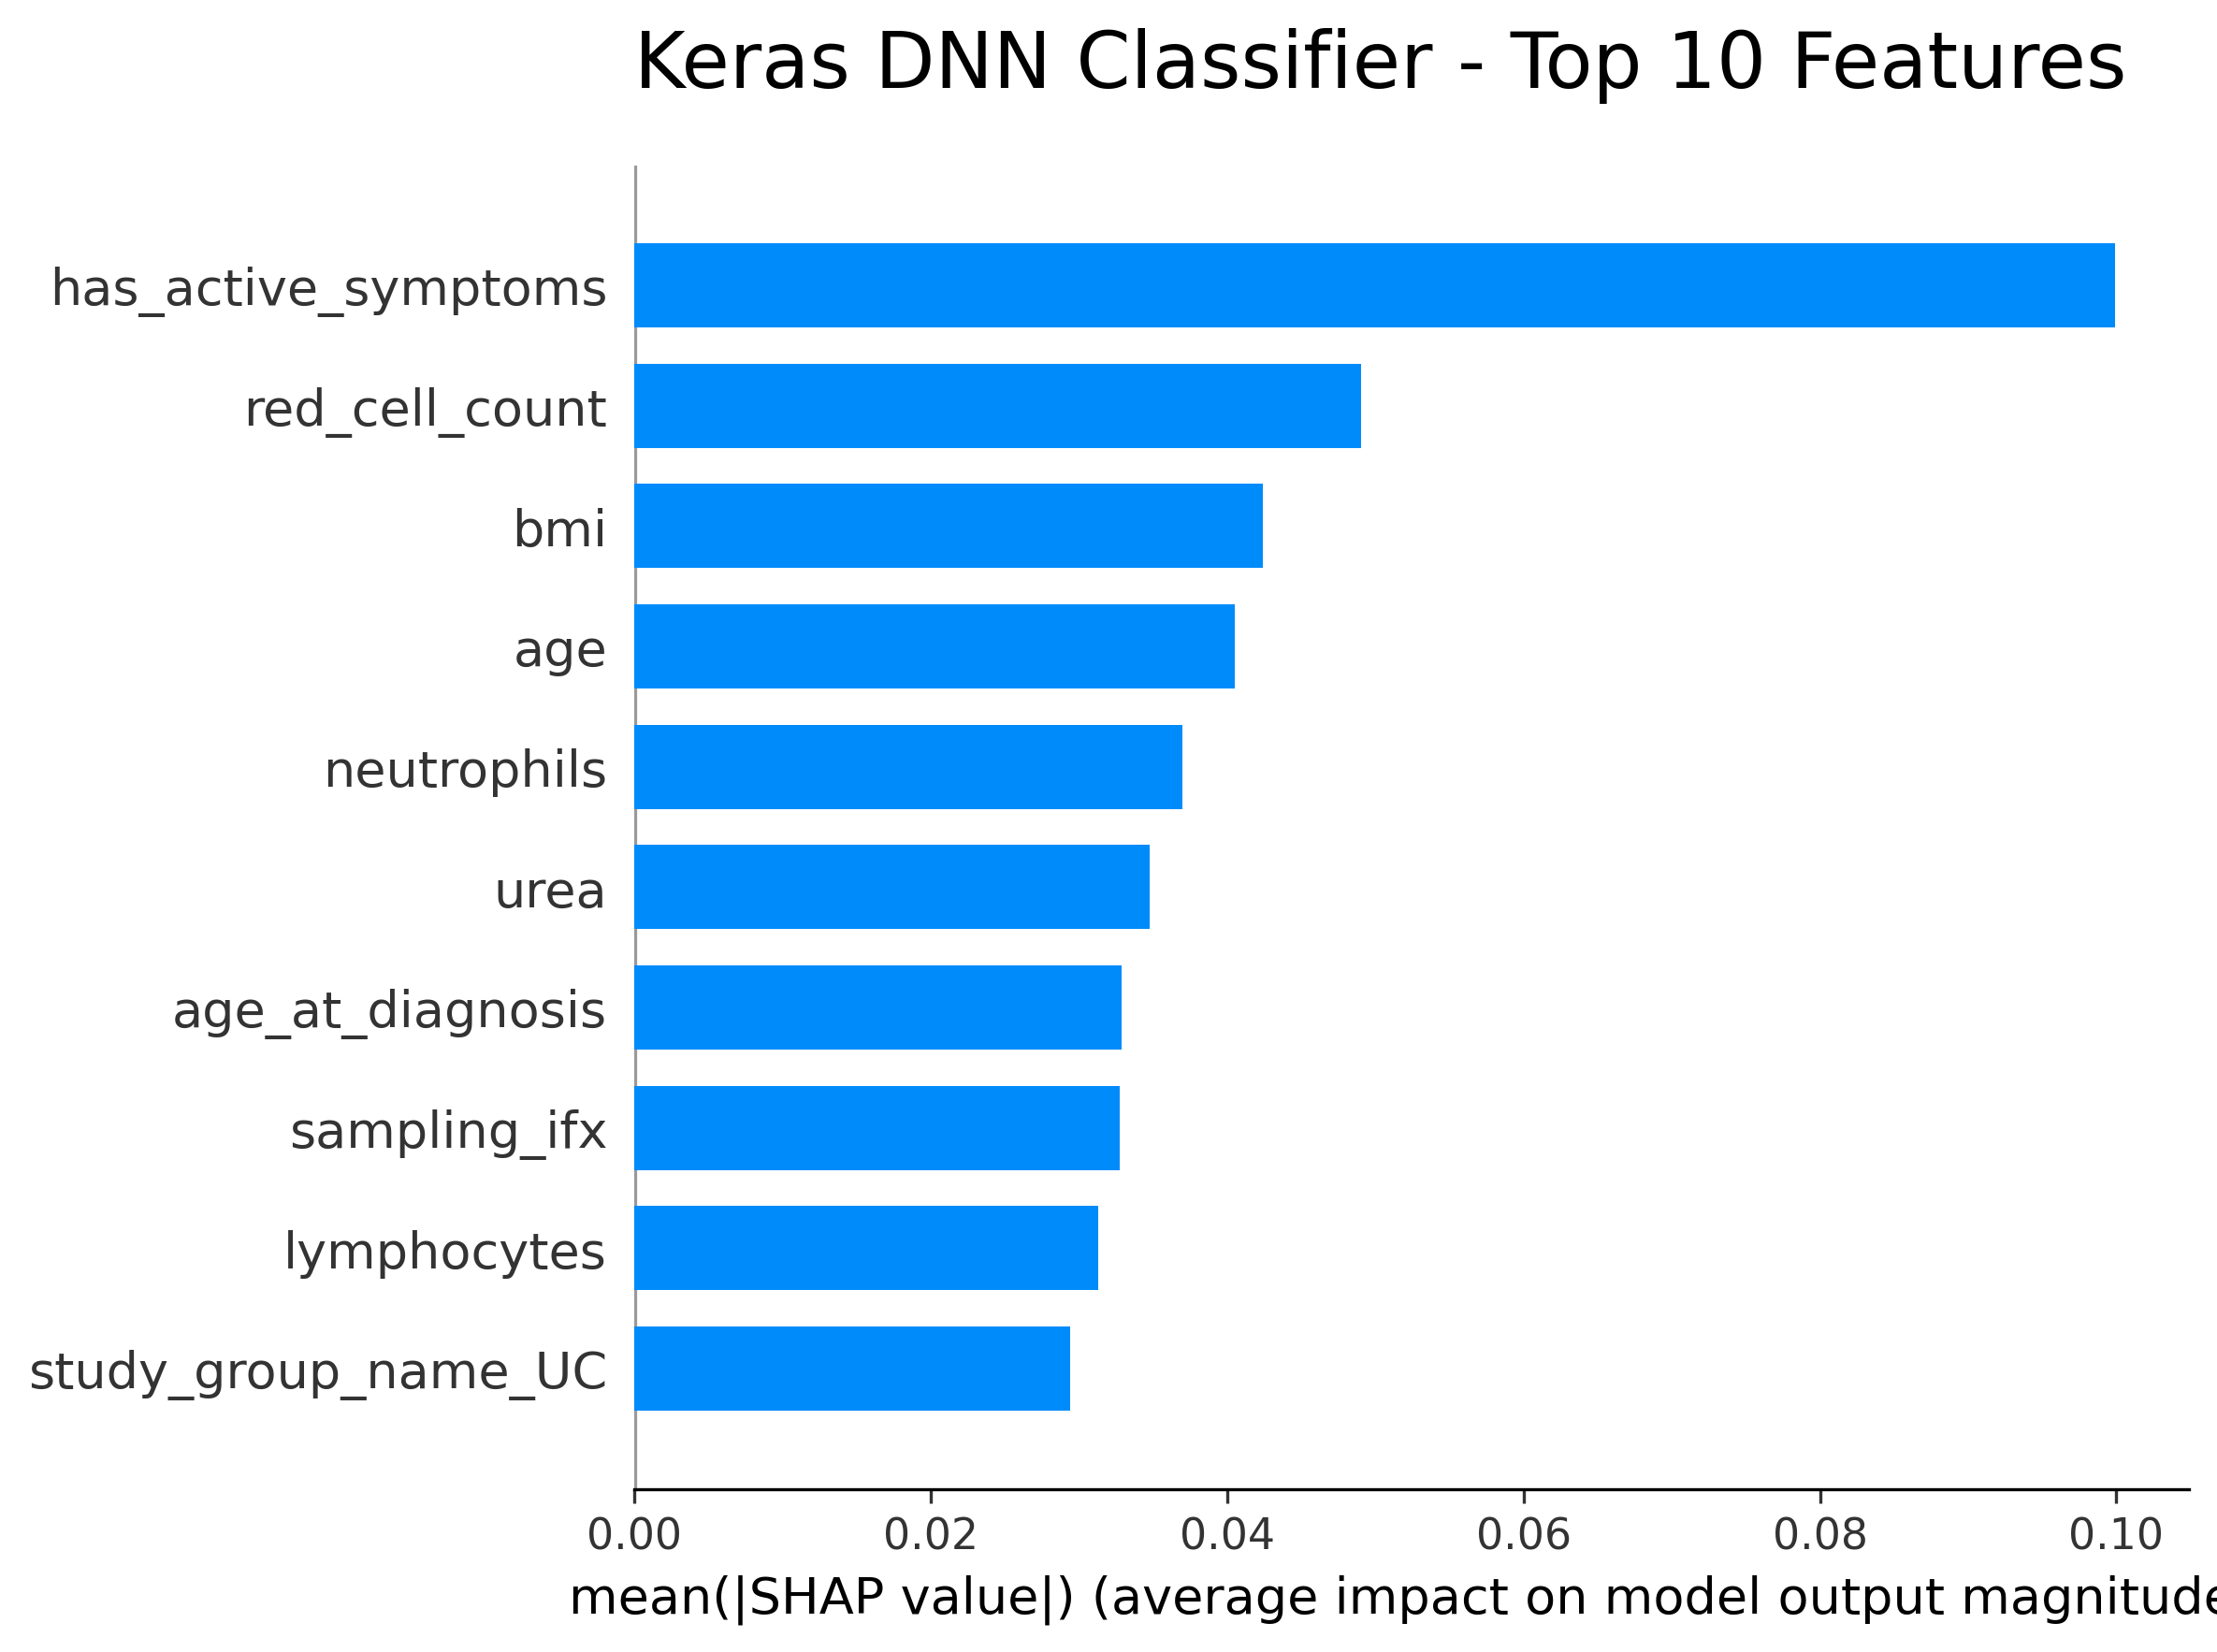 Keras DNN Classifier - Top 10 Features
has_active_symptoms
red_cell_count
bmi
age
neutrophils
urea
age_at_diagnosis
sampling_ifx
lymphocytes
study_group_name_UC
0.00 0.02 0.04 0.06 0.08 0.10
mean(|SHAP value|) (average impact on model output magnitude